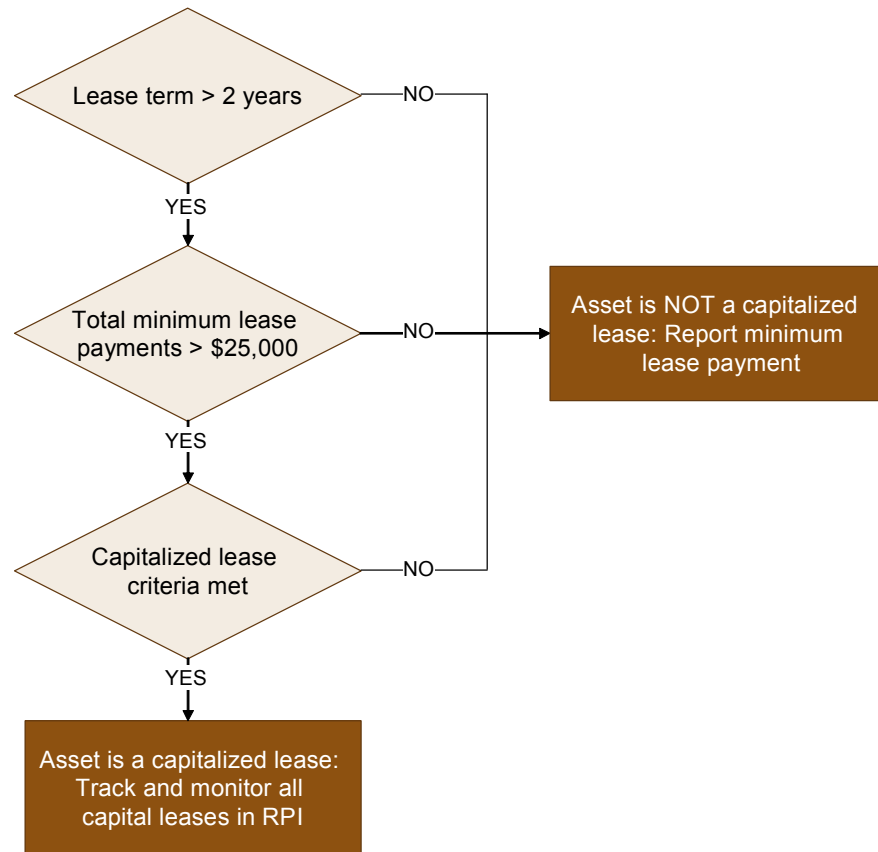 Lease term > 2 years
NO
YES
Total minimum lease
payments > $25,000
NO
Asset is NOT a capitalized
lease: Report minimum
lease payment
YES
Capitalized lease
criteria met
NO
YES
Asset is a capitalized lease:
Track and monitor all
capital leases in RPI